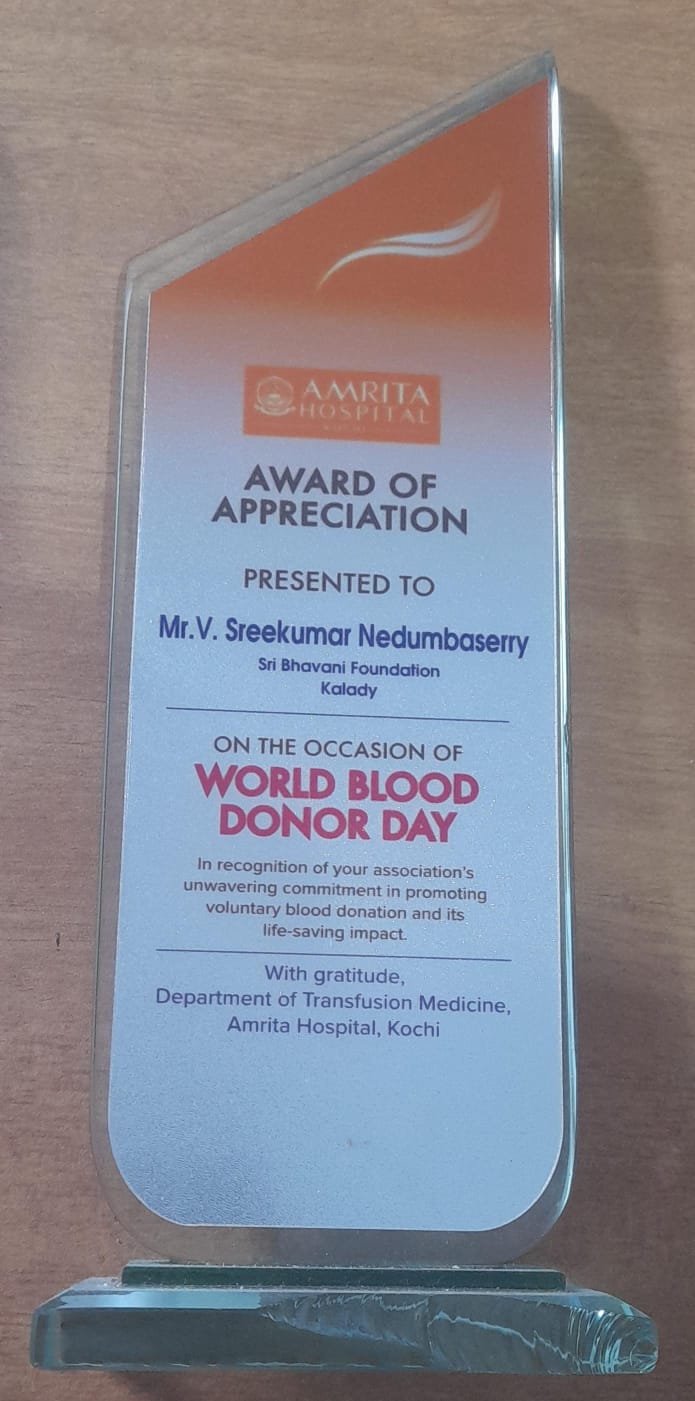 AMRITA
HOSPITAL
AWARD OF
APPRECIATION
PRESENTED TO
Mr.V. Sreekumar Nedumbaserry
Sri Bhavani Foundation
Kalady
ON THE OCCASION OF
WORLD BLOOD
DONOR DAY
In recognition of your association's
unwavering commitment in promoting
voluntary blood donation and its
life-saving impact.
With gratitude,
Department of Transfusion Medicine,
Amrita Hospital, Kochi